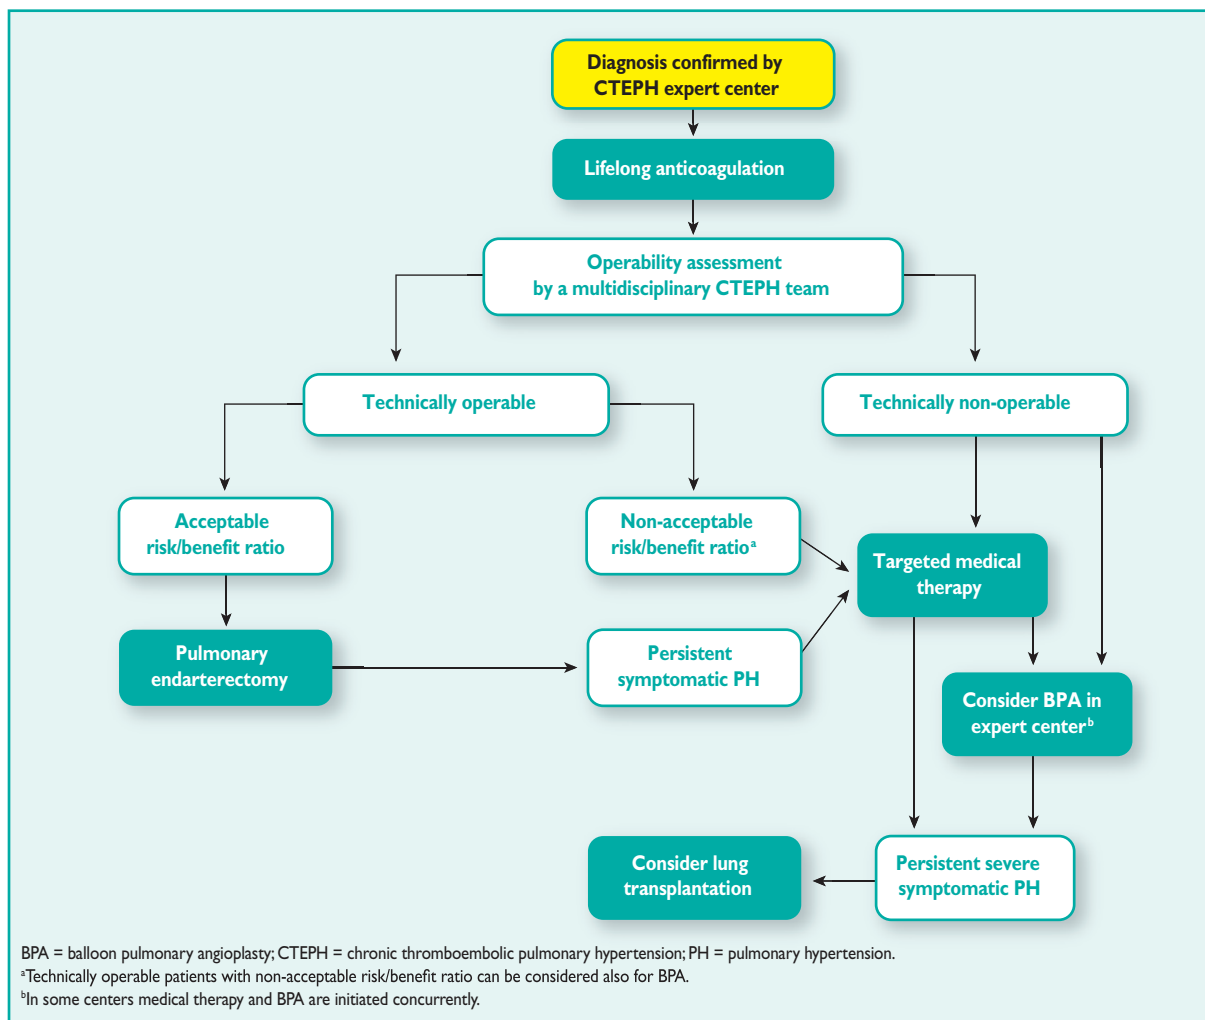 Diagnosis confirmed by
CTEPH expert center
Lifelong anticoagulation
Operability assessment
by a multidisciplinary CTEPH team
Technically operable
Technically non-operable
Acceptable
risk/benefit ratio
Non-acceptable
risk/benefit ratioᵃ
Targeted medical
therapy
Pulmonary
endarterectomy
Persistent
symptomatic PH
Consider BPA in
expert centerᵇ
Consider lung
transplantation
Persistent severe
symptomatic PH
BPA = balloon pulmonary angioplasty; CTEPH = chronic thromboembolic pulmonary hypertension; PH = pulmonary hypertension.
ᵃTechnically operable patients with non-acceptable risk/benefit ratio can be considered also for BPA.
ᵇIn some centers medical therapy and BPA are initiated concurrently.